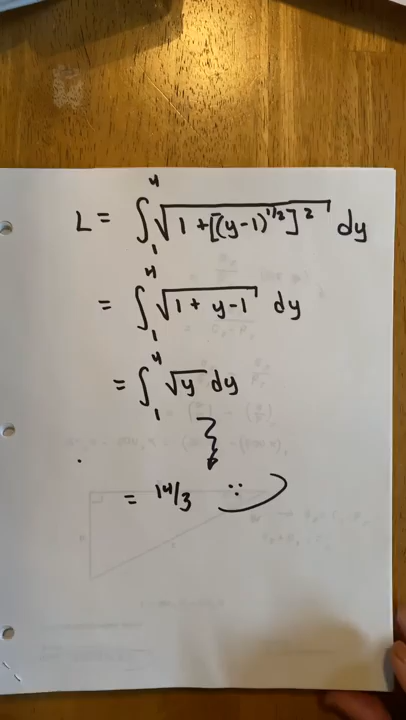 L = ∫₁⁴ √(1 + [(y-1)^(1/2)]²) dy
= ∫₁⁴ √(1 + y-1) dy
= ∫₁⁴ √y dy
= 14/3